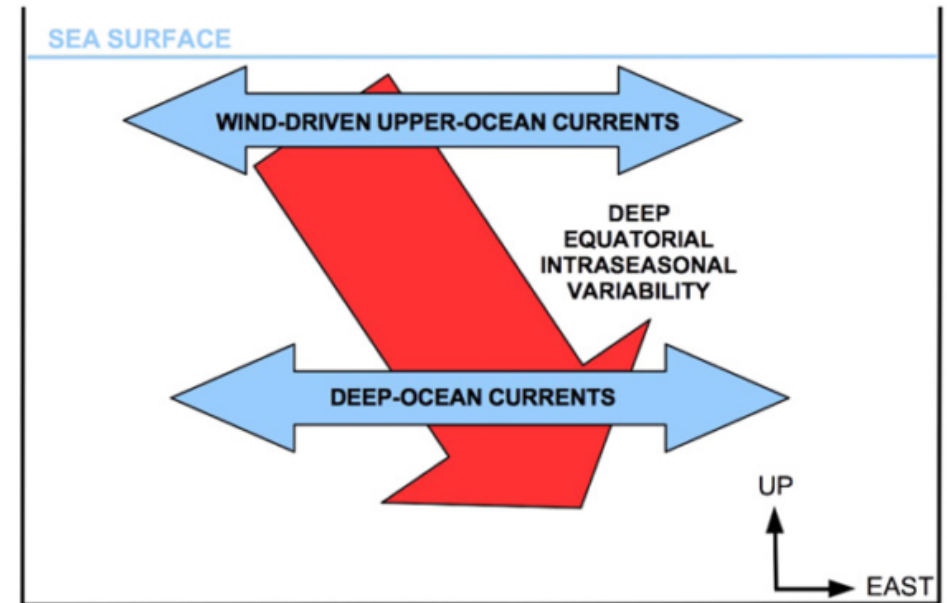 SEA SURFACE
WIND-DRIVEN UPPER-OCEAN CURRENTS
DEEP
EQUATORIAL
INTRASEASONAL
VARIABILITY
DEEP-OCEAN CURRENTS
UP
EAST